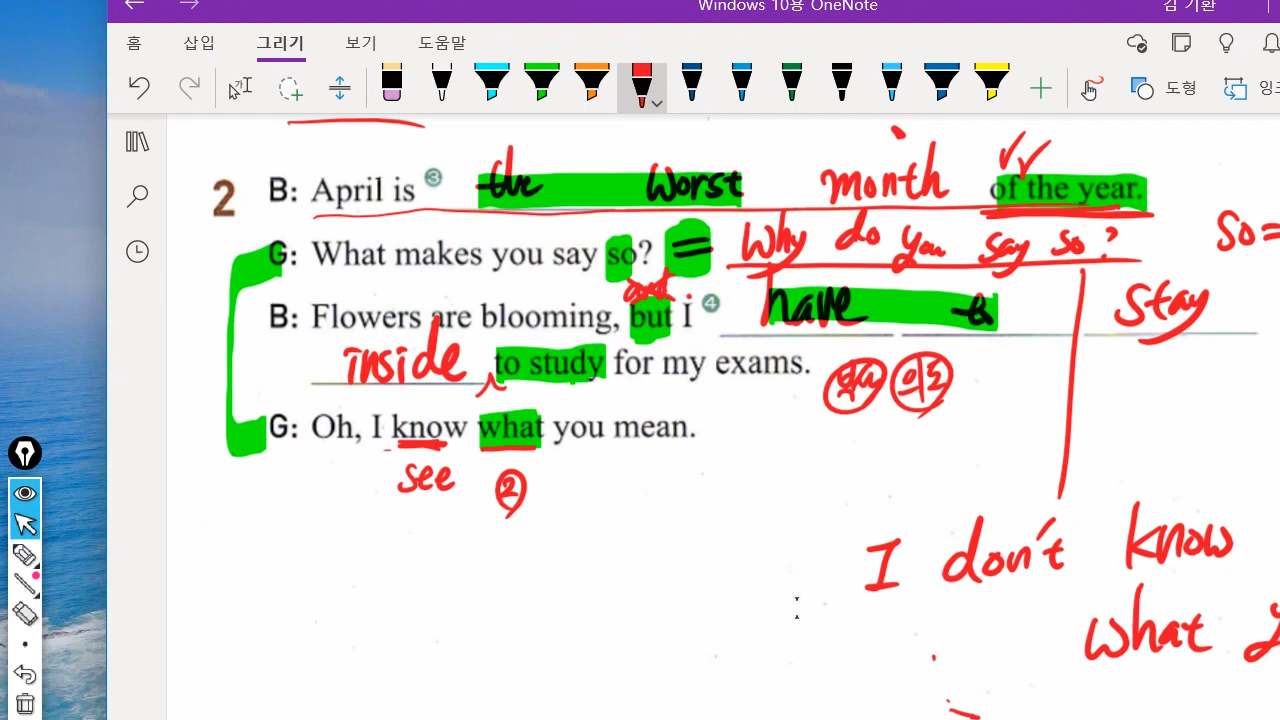 Windows 10용 OneNote
김 기환
홈 삽입 그리기 보기 도움말
도형
2 B: April is ③ the worst month of the year.
G: What makes you say so? = Why do you say so? so=
B: Flowers are blooming, but I ④ have to stay
inside to study for my exams.
G: Oh, I know what you mean.
see ②
I don't know
what